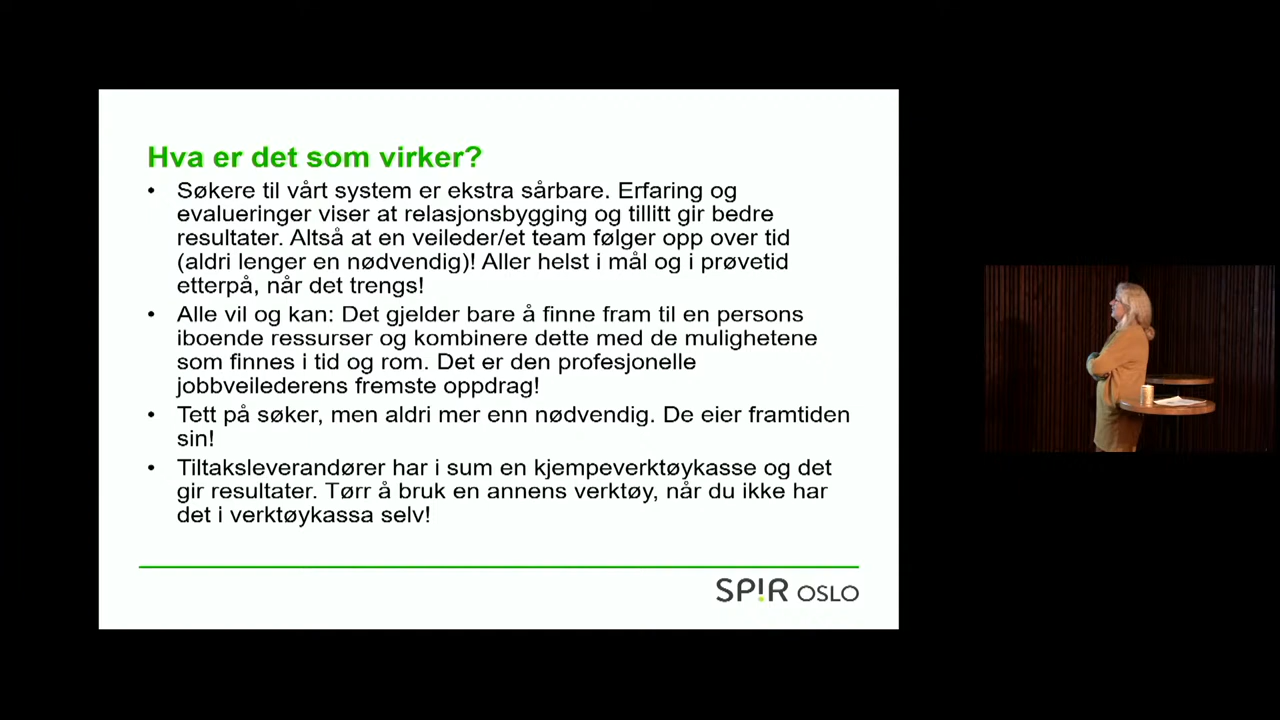 Hva er det som virker?
• Søkere til vårt system er ekstra sårbare. Erfaring og
evalueringer viser at relasjonsbygging og tillitt gir bedre
resultater. Altså at en veileder/et team følger opp over tid
(aldri lenger en nødvendig)! Aller helst i mål og i prøvetid
etterpå, når det trengs!
• Alle vil og kan: Det gjelder bare å finne fram til en persons
iboende ressurser og kombinere dette med de mulighetene
som finnes i tid og rom. Det er den profesjonelle
jobbveilederens fremste oppdrag!
• Tett på søker, men aldri mer enn nødvendig. De eier framtiden
sin!
• Tiltaksleverandører har i sum en kjempeverktøykasse og det
gir resultater. Tørr å bruk en annens verktøy, når du ikke har
det i verktøykassa selv!
SP!R OSLO